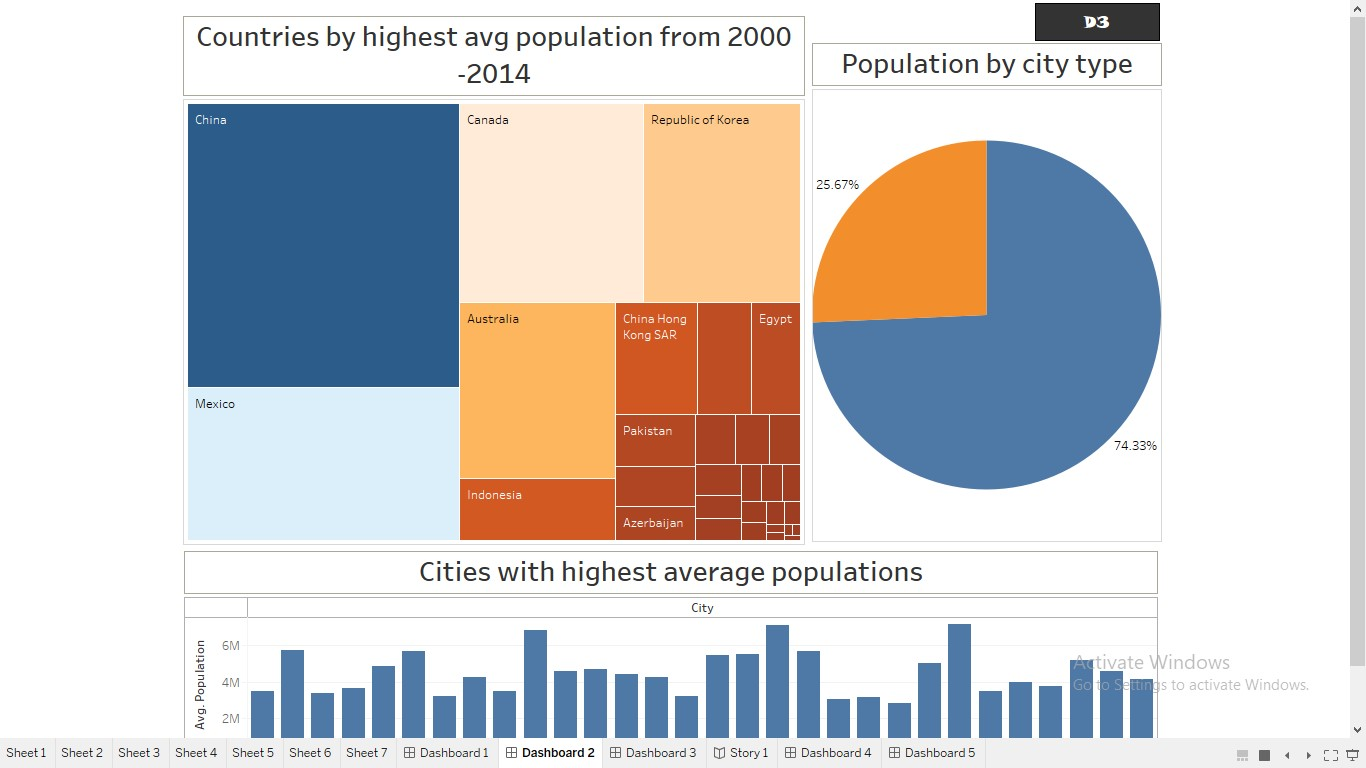 D3
Countries by highest avg population from 2000
-2014
Population by city type
China
Canada
Republic of Korea
Mexico
Australia
Indonesia
China Hong
Kong SAR
Egypt
Pakistan
Azerbaijan
25.67%
74.33%
Cities with highest average populations
City
Avg. Population
6M
4M
2M
Activate Windows
Go to Settings to activate Windows.
Sheet 1 Sheet 2 Sheet 3 Sheet 4 Sheet 5 Sheet 6 Sheet 7 Dashboard 1 Dashboard 2 Dashboard 3 Story 1 Dashboard 4 Dashboard 5